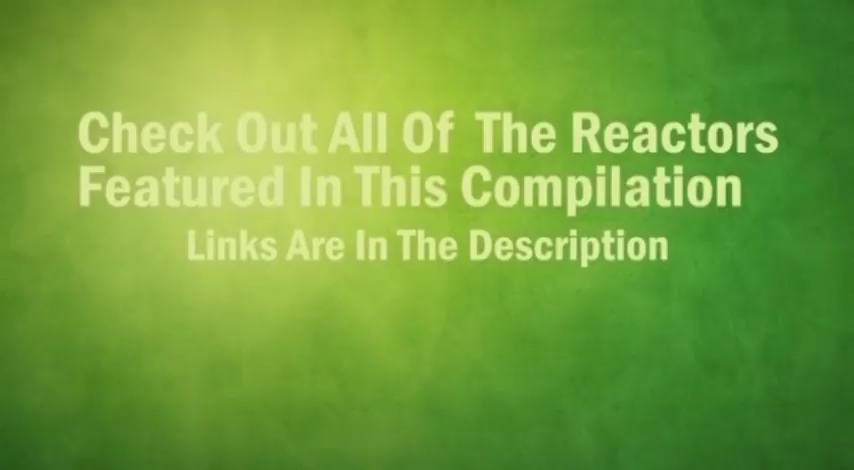 Check Out All Of The Reactors
Featured In This Compilation
Links Are In The Description